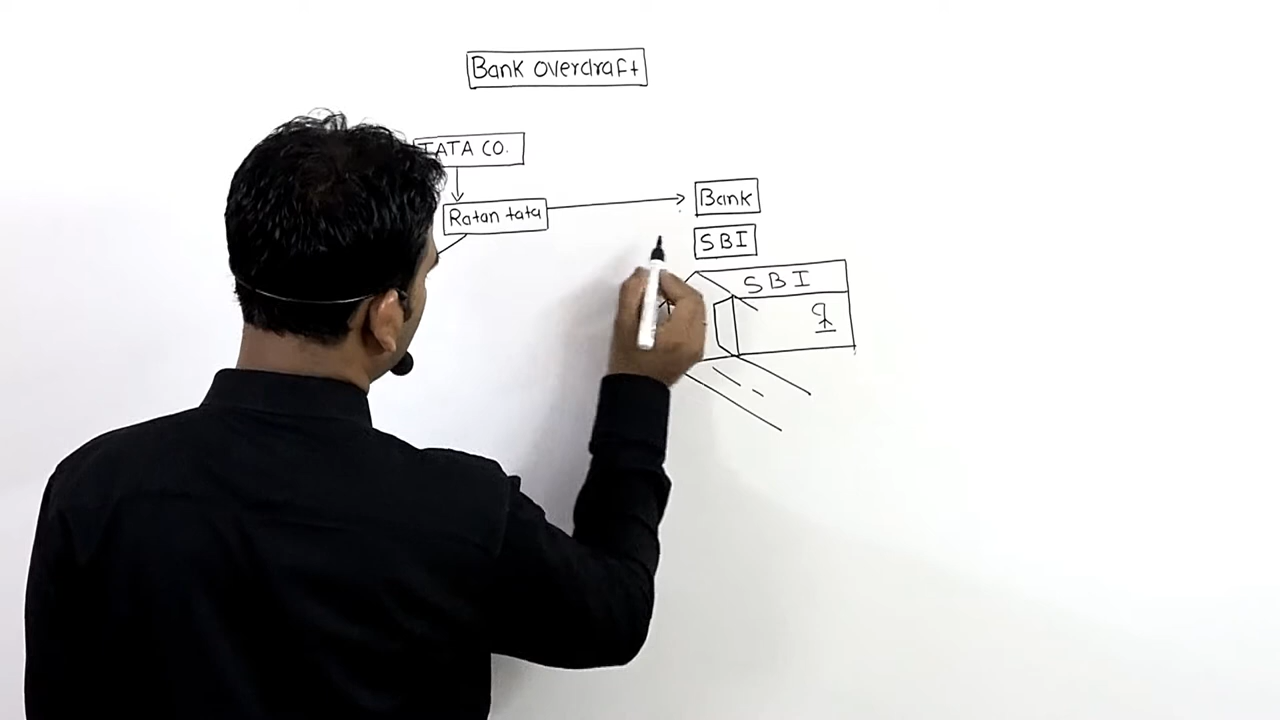 Bank overdraft
TATA CO.
Ratan tata
Bank
SBI
SBI